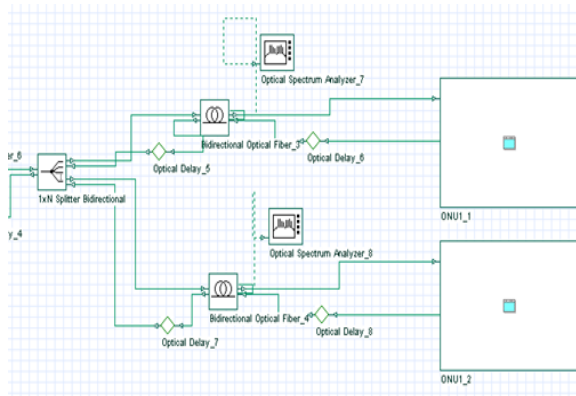 Optical Spectrum Analyzer_7
er_6
Bidirectional Optical Fiber_3
Optical Delay_5
Optical Delay_6
1xN Splitter Bidirectional
ay_4
ONU1_1
Optical Spectrum Analyzer_8
Bidirectional Optical Fiber_4
Optical Delay_8
Optical Delay_7
ONU1_2